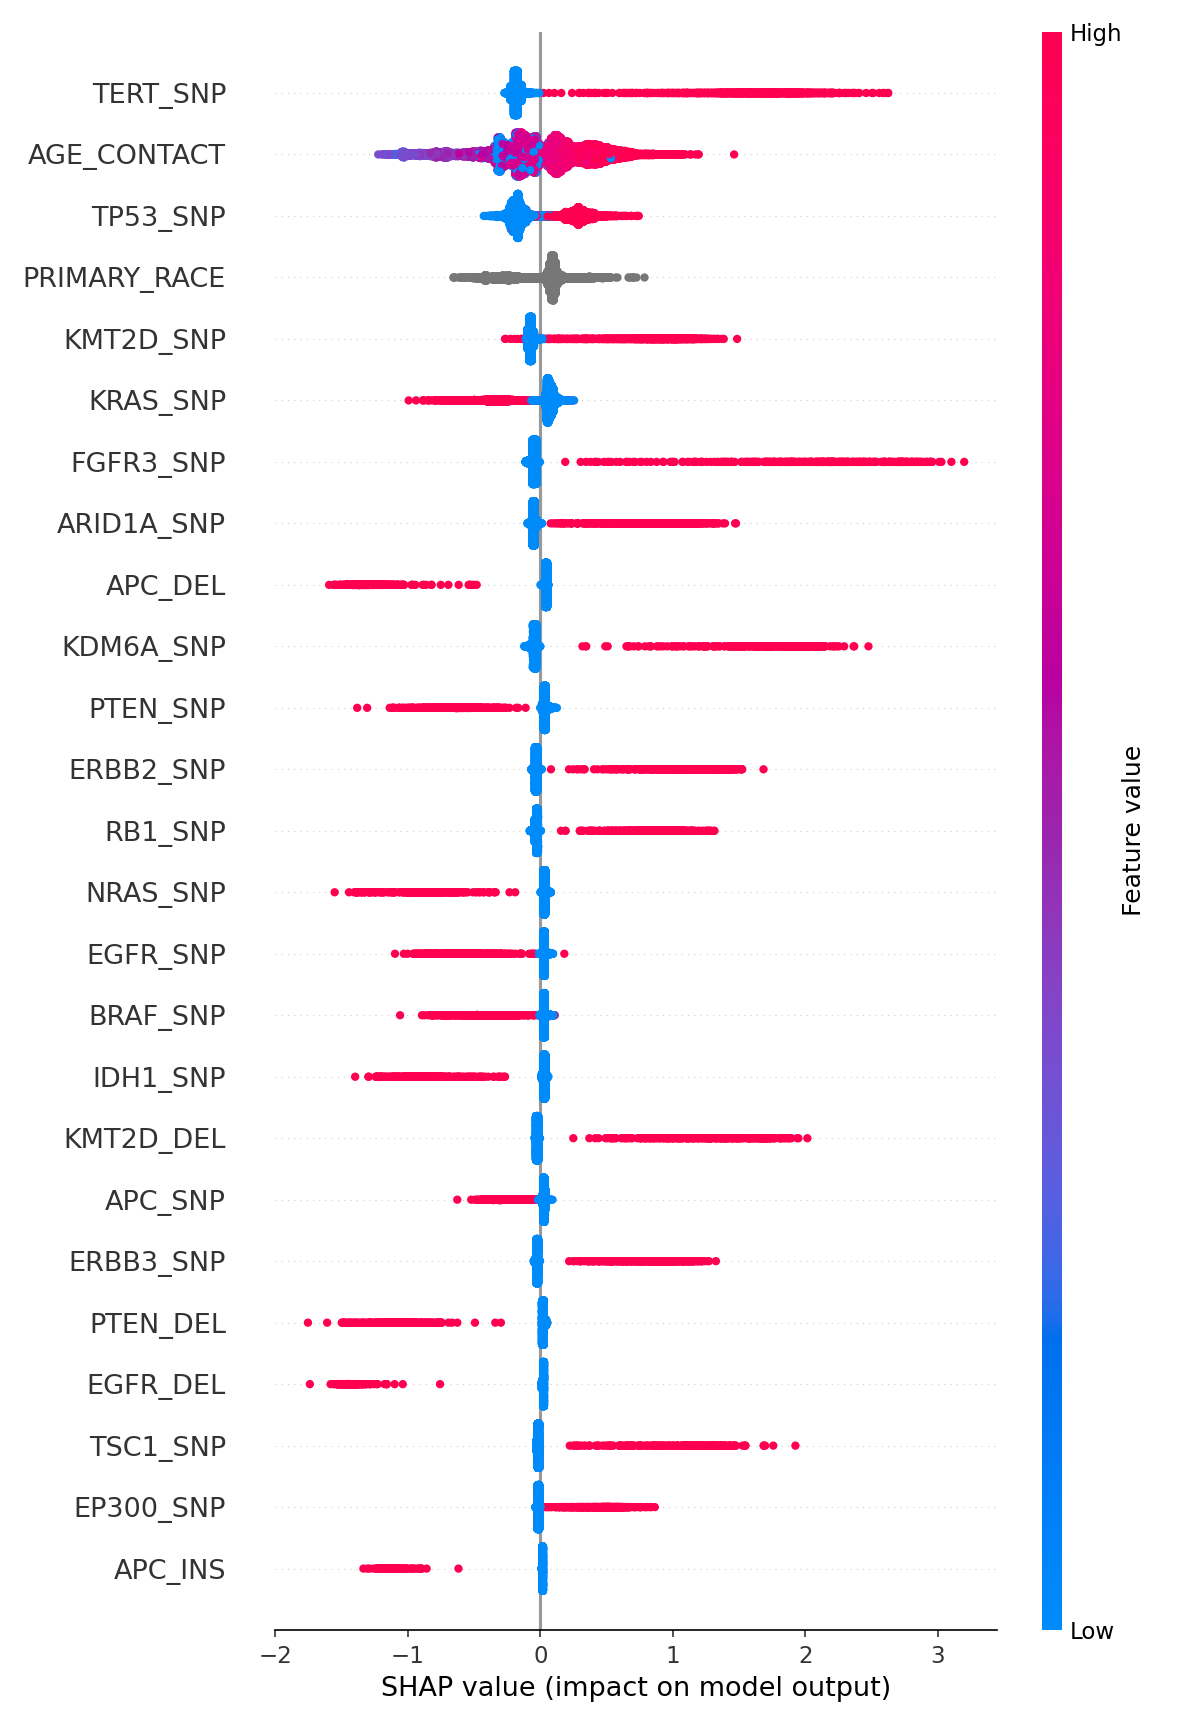 High
TERT_SNP
AGE_CONTACT
TP53_SNP
PRIMARY_RACE
KMT2D_SNP
KRAS_SNP
FGFR3_SNP
ARID1A_SNP
APC_DEL
KDM6A_SNP
PTEN_SNP
ERBB2_SNP
RB1_SNP
NRAS_SNP
EGFR_SNP
BRAF_SNP
IDH1_SNP
KMT2D_DEL
APC_SNP
ERBB3_SNP
PTEN_DEL
EGFR_DEL
TSC1_SNP
EP300_SNP
APC_INS
Feature value
Low
−2 −1 0 1 2 3
SHAP value (impact on model output)